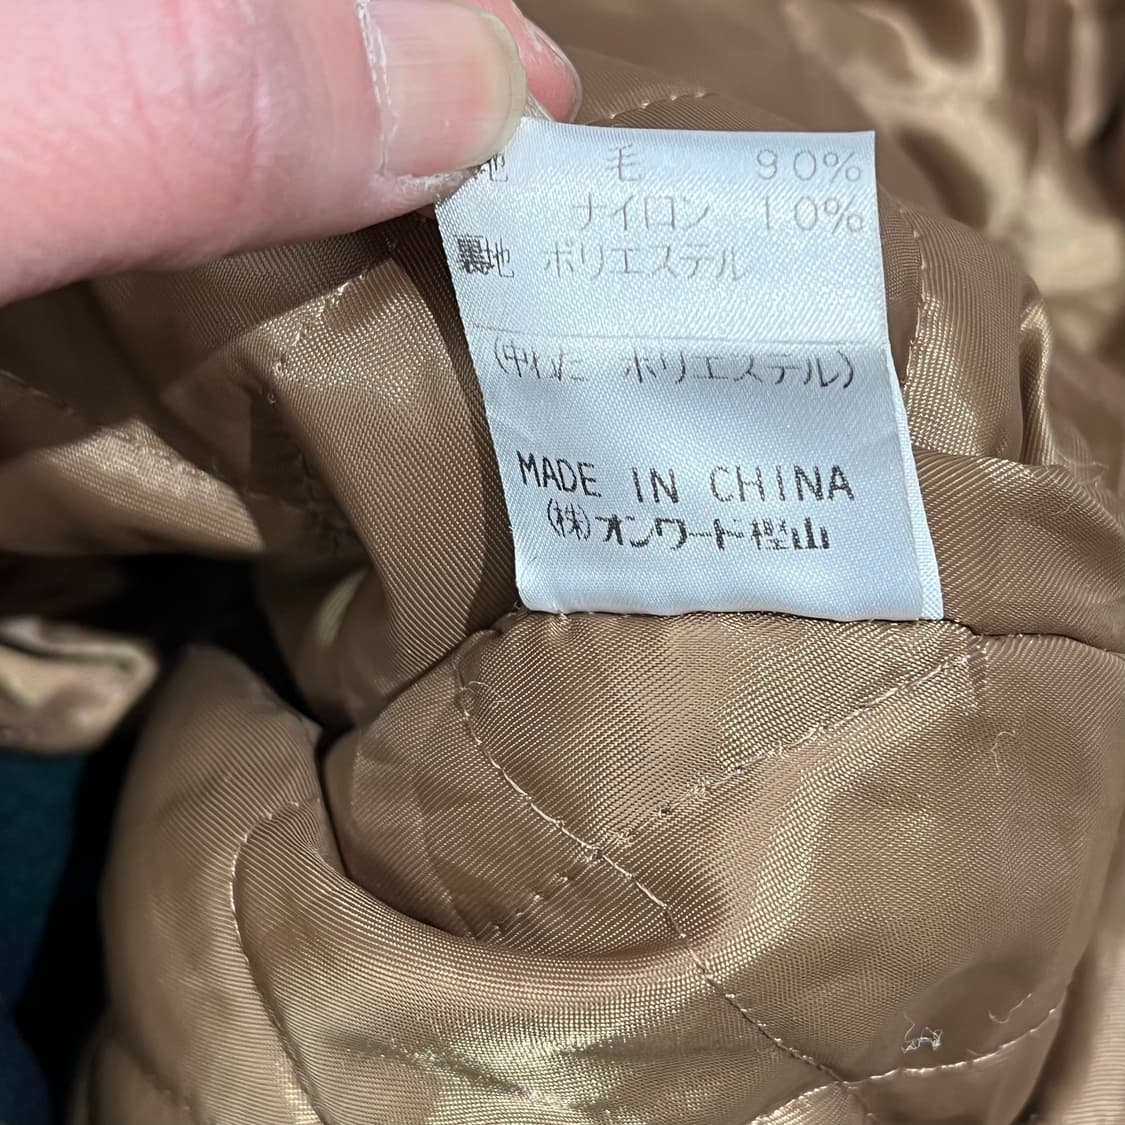 地 毛 90%
ナイロン 10%
裏地 ポリエステル
(中わた ポリエステル)
MADE IN CHINA
(株)オンワード樫山